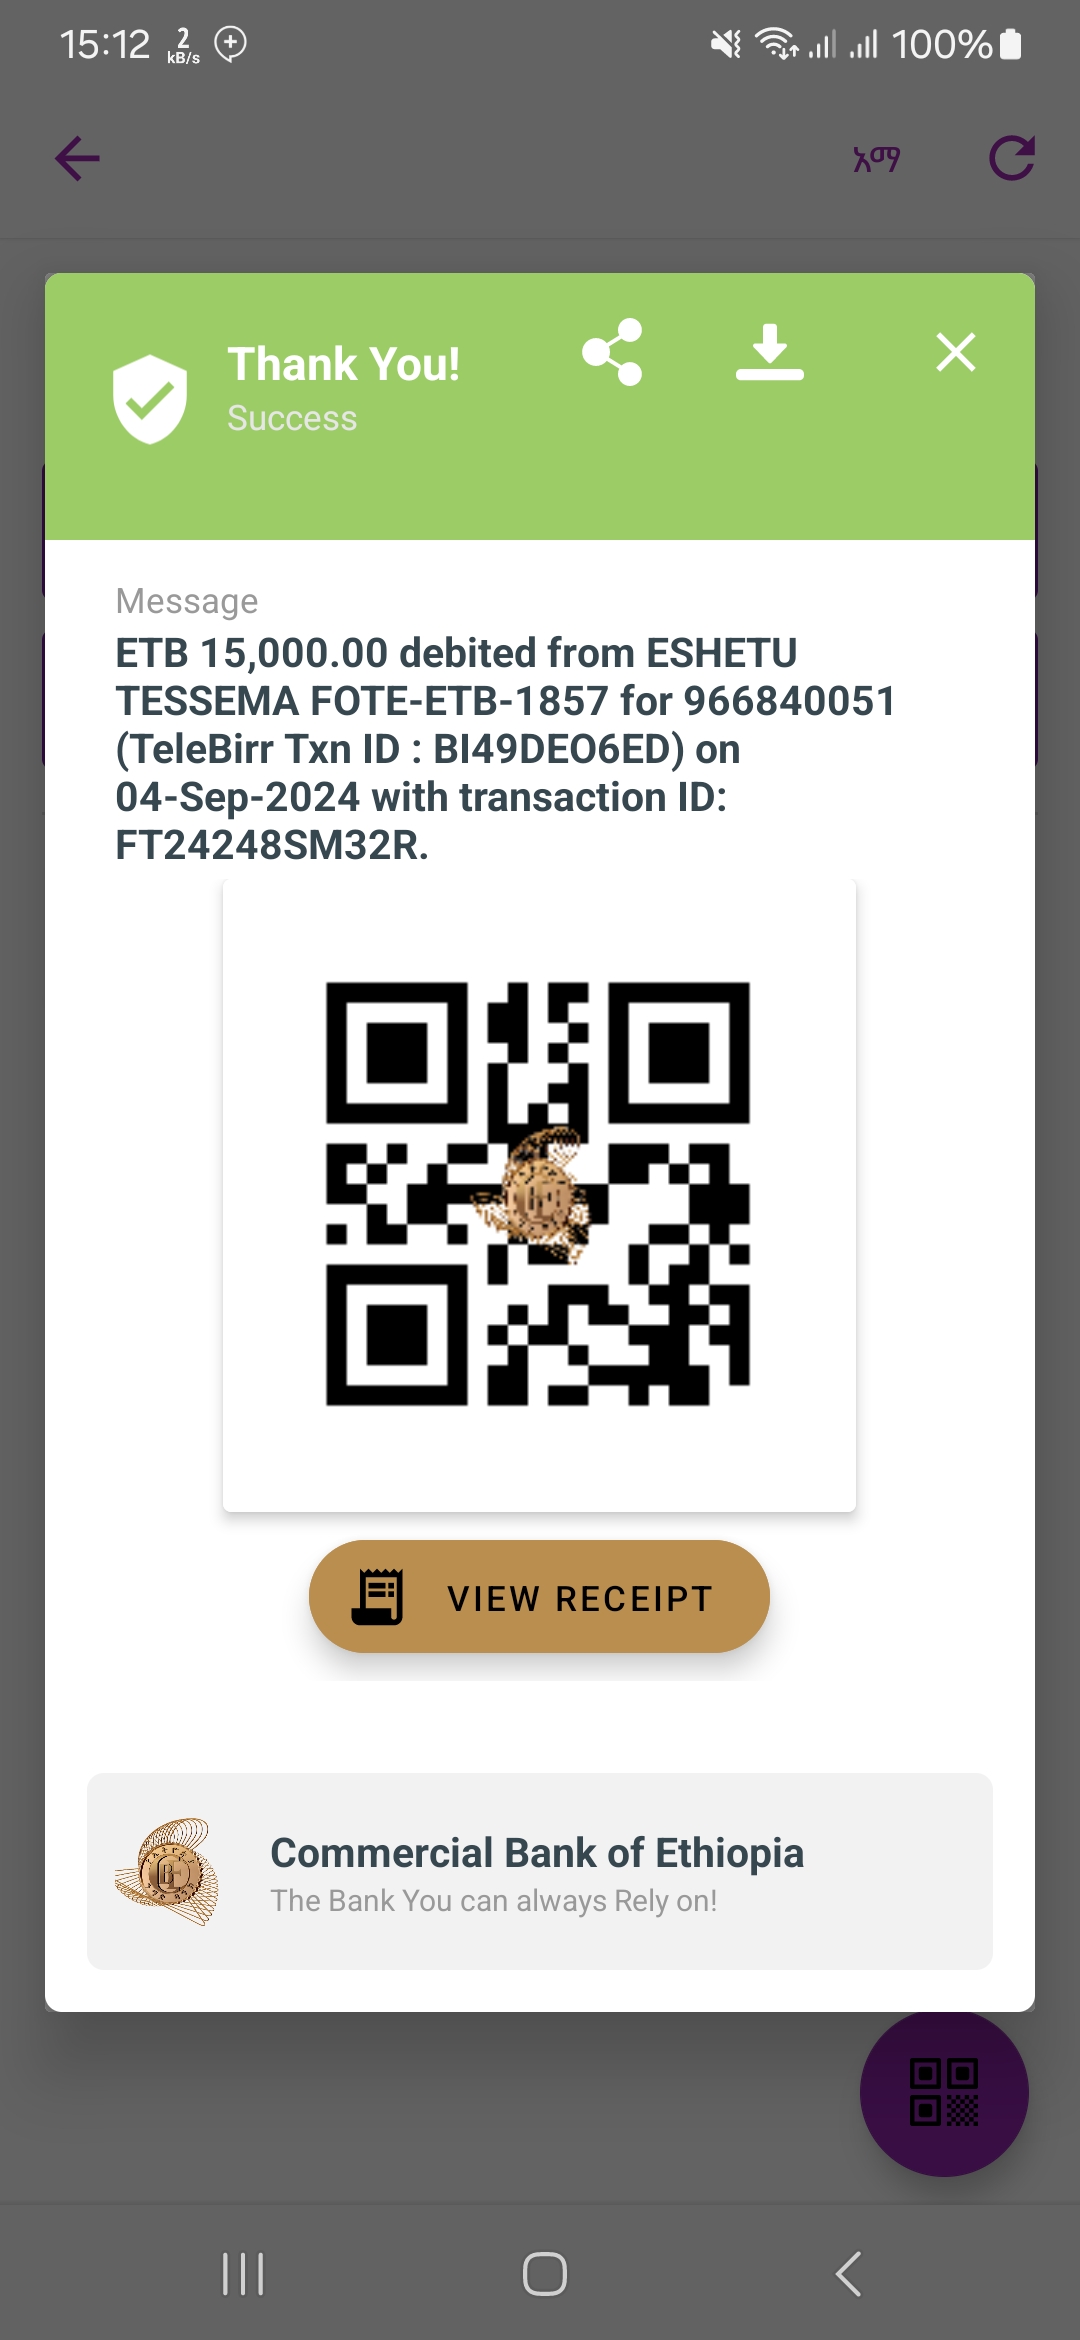 15:12
2
kB/s
100%
አማ
Thank You!
Success
Message
ETB 15,000.00 debited from ESHETU
TESSEMA FOTE-ETB-1857 for 966840051
(TeleBirr Txn ID : BI49DEO6ED) on
04-Sep-2024 with transaction ID:
FT24248SM32R.
VIEW RECEIPT
Commercial Bank of Ethiopia
The Bank You can always Rely on!